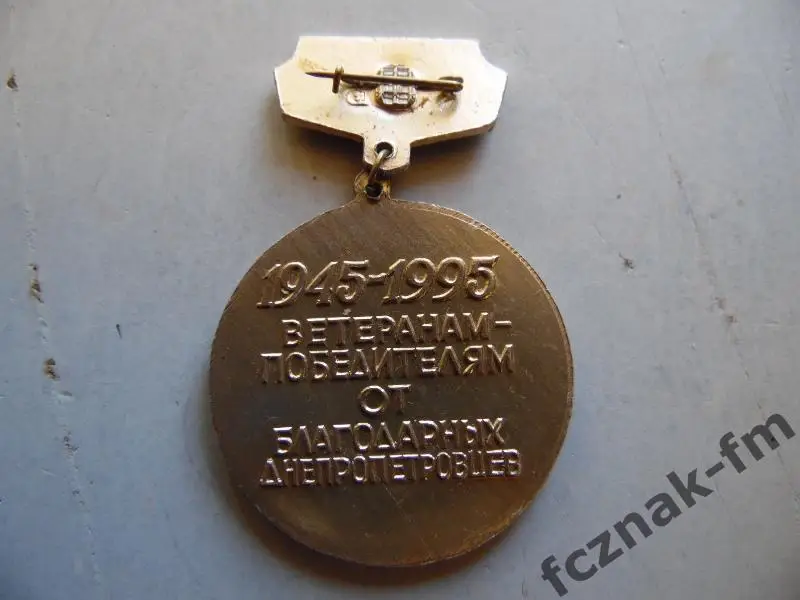 1945-1995
ВЕТЕРАНАМ-
ПОБЕДИТЕЛЯМ
ОТ
БЛАГОДАРНЫХ
ДНЕПРОПЕТРОВЦЕВ
fcznak-fm